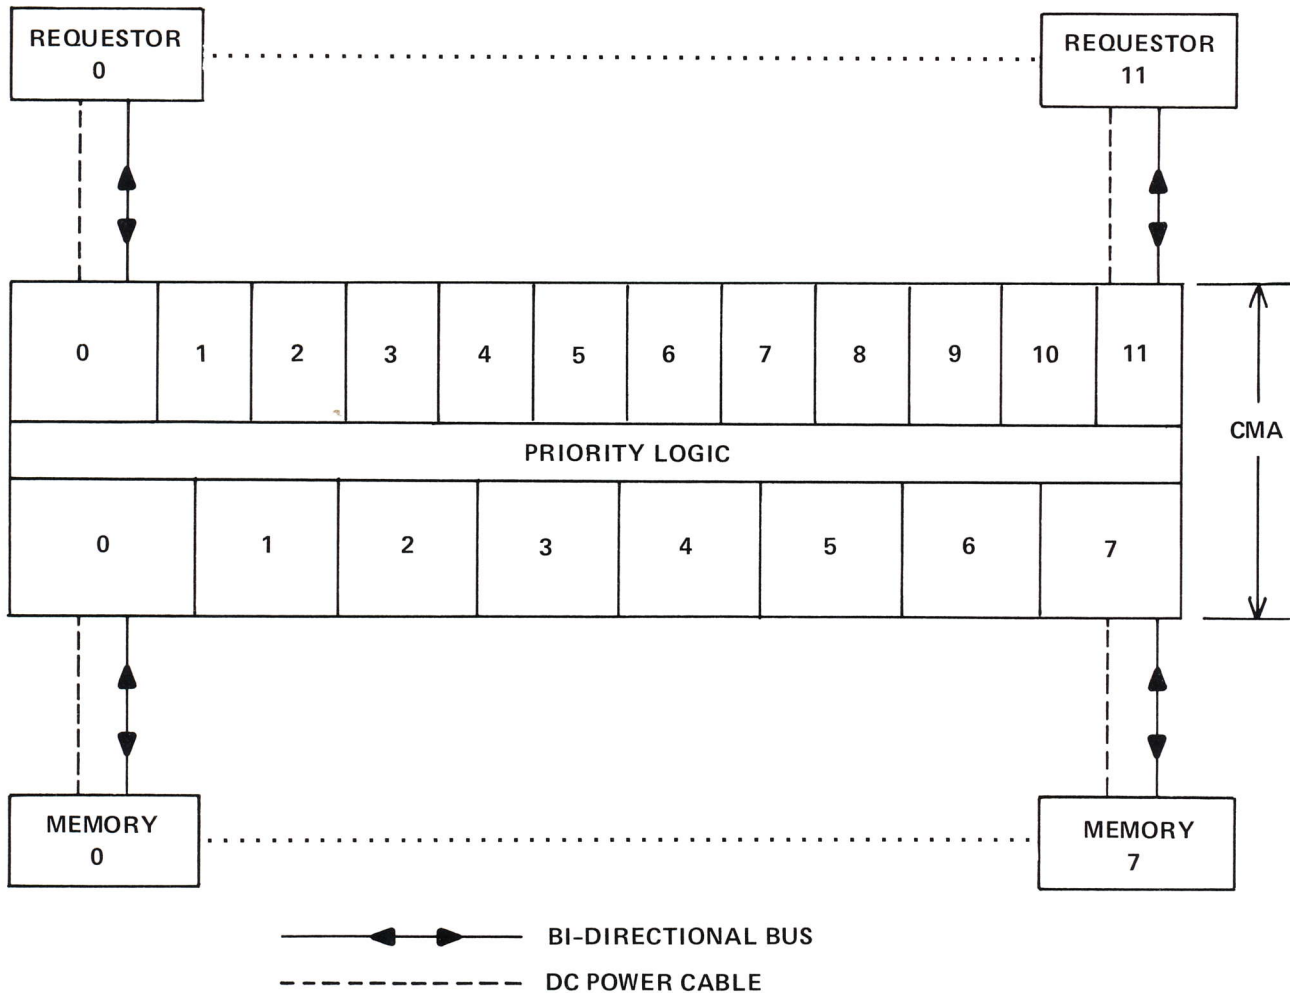 REQUESTOR
0
REQUESTOR
11
0 1 2 3 4 5 6 7 8 9 10 11
CMA
PRIORITY LOGIC
0 1 2 3 4 5 6 7
MEMORY
0
MEMORY
7
BI-DIRECTIONAL BUS
DC POWER CABLE